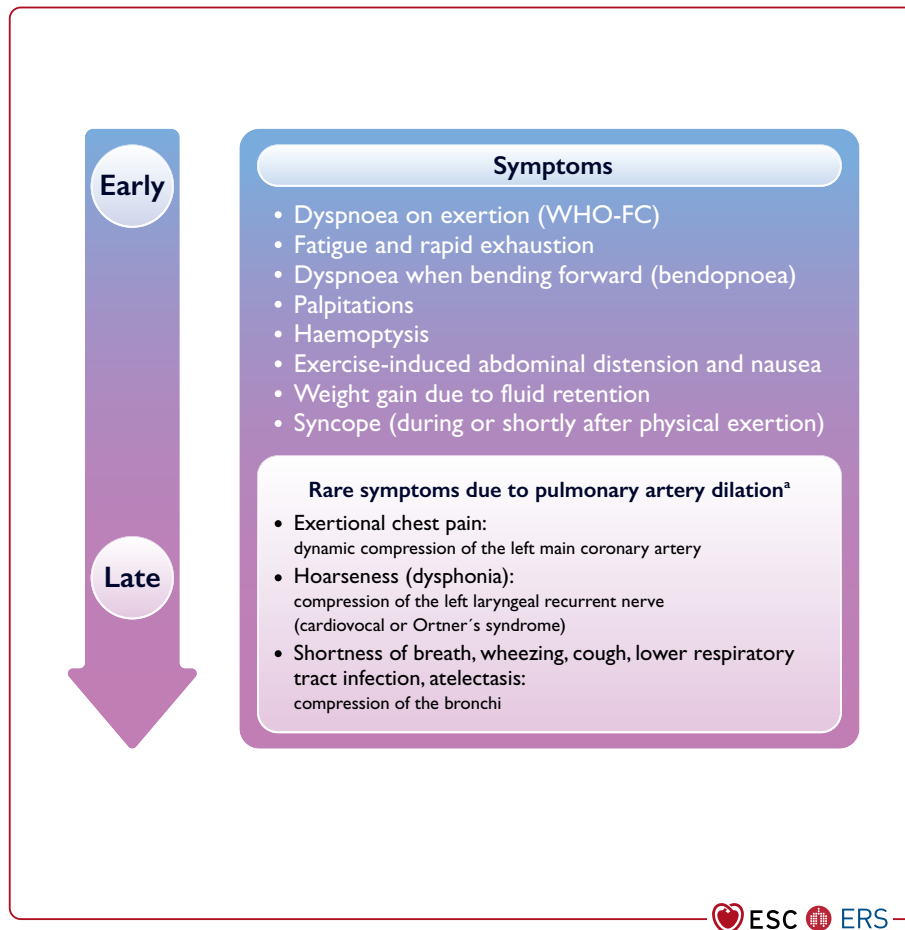 Early
Symptoms
• Dyspnoea on exertion (WHO-FC)
• Fatigue and rapid exhaustion
• Dyspnoea when bending forward (bendopnoea)
• Palpitations
• Haemoptysis
• Exercise-induced abdominal distension and nausea
• Weight gain due to fluid retention
• Syncope (during or shortly after physical exertion)
Rare symptoms due to pulmonary artery dilationᵃ
• Exertional chest pain:
dynamic compression of the left main coronary artery
Late
• Hoarseness (dysphonia):
compression of the left laryngeal recurrent nerve
(cardiovocal or Ortner´s syndrome)
• Shortness of breath, wheezing, cough, lower respiratory
tract infection, atelectasis:
compression of the bronchi
ESC ERS